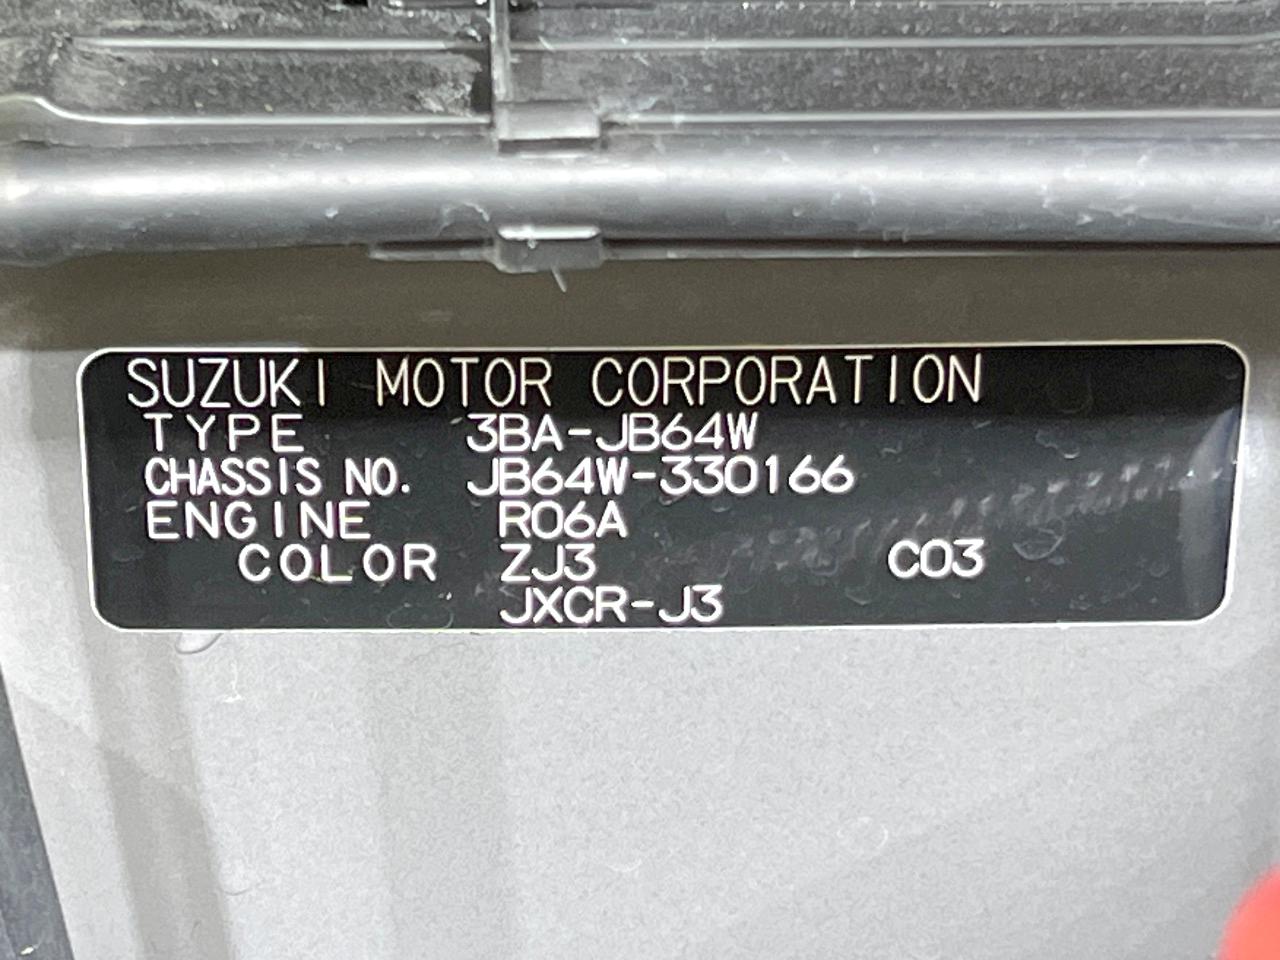 SUZUKI MOTOR CORPORATION
TYPE 3BA-JB64W
CHASSIS NO. JB64W-330166
ENGINE R06A
COLOR ZJ3 C03
JXCR-J3